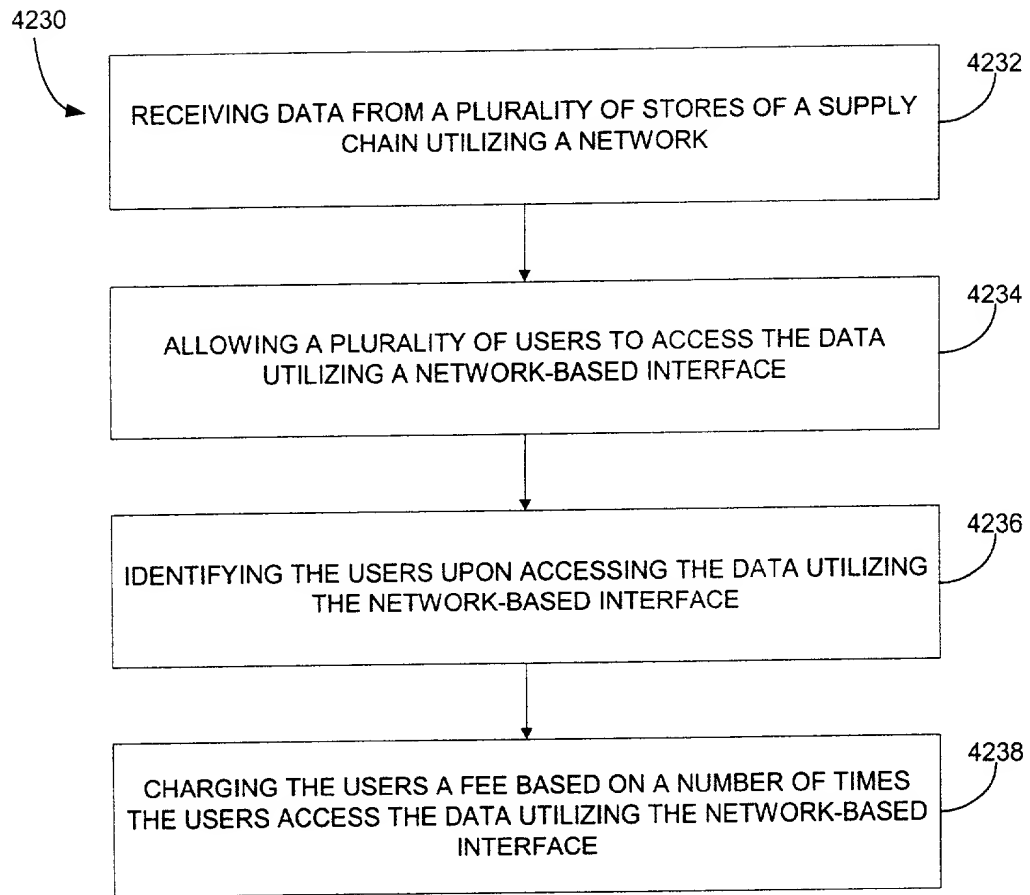 4230
4232
RECEIVING DATA FROM A PLURALITY OF STORES OF A SUPPLY
CHAIN UTILIZING A NETWORK
4234
ALLOWING A PLURALITY OF USERS TO ACCESS THE DATA
UTILIZING A NETWORK-BASED INTERFACE
4236
IDENTIFYING THE USERS UPON ACCESSING THE DATA UTILIZING
THE NETWORK-BASED INTERFACE
4238
CHARGING THE USERS A FEE BASED ON A NUMBER OF TIMES
THE USERS ACCESS THE DATA UTILIZING THE NETWORK-BASED
INTERFACE